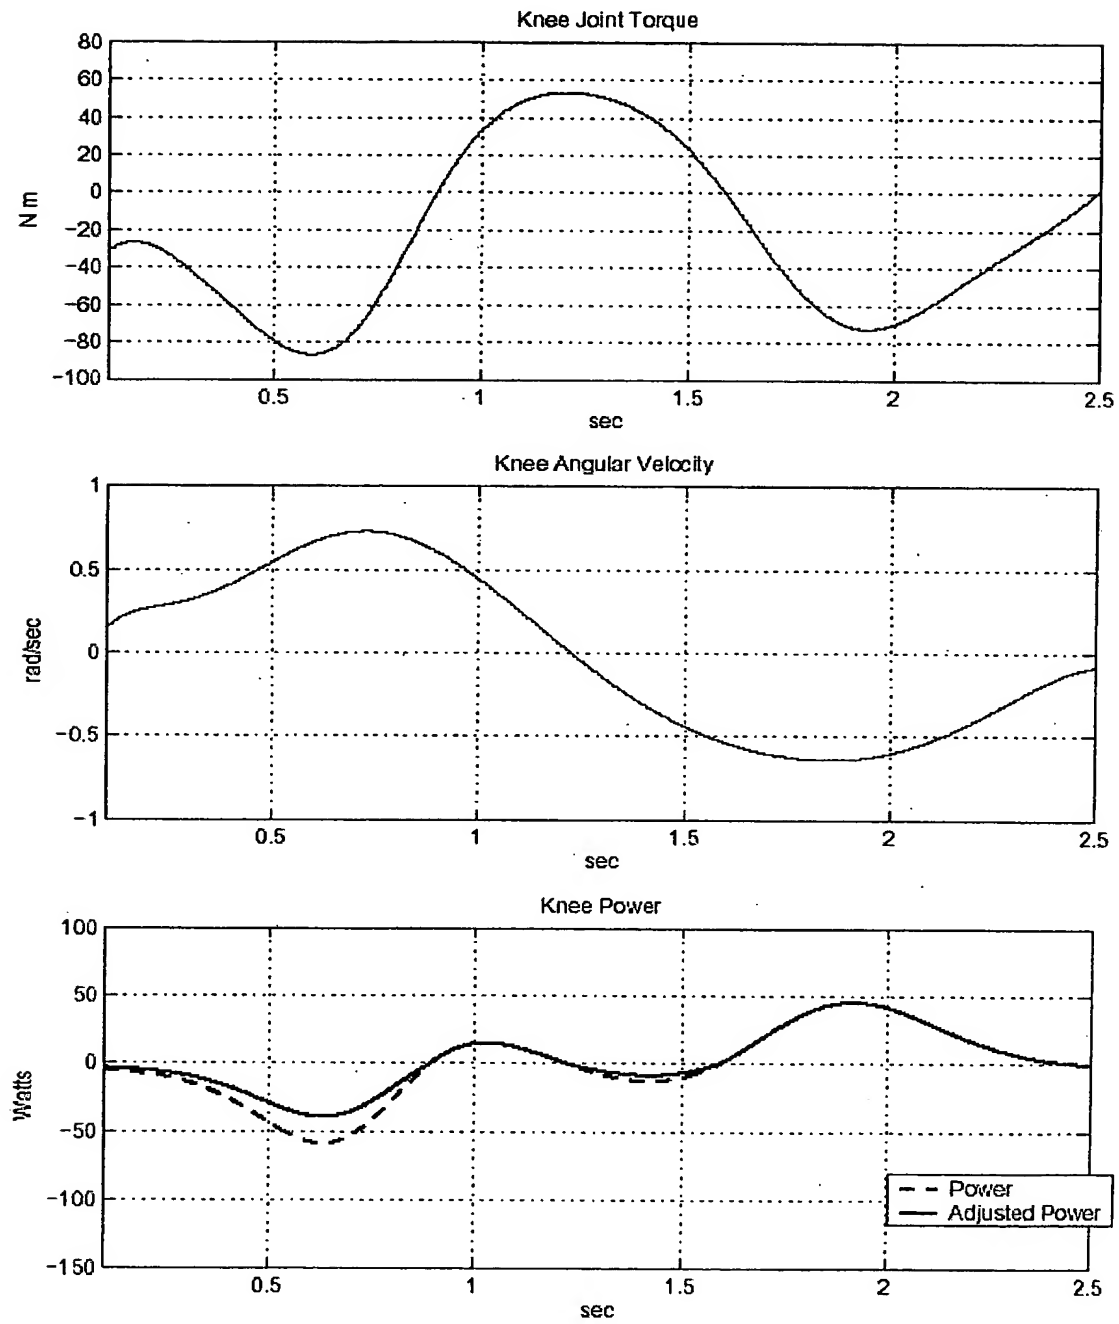 Knee Joint Torque
80
60
40
20
0
−20
−40
−60
−80
−100
N m
0.5 1 1.5 2 2.5
sec
Knee Angular Velocity
1
0.5
0
−0.5
−1
rad/sec
0.5 1 1.5 2 2.5
sec
Knee Power
100
50
0
−50
−100
−150
Watts
Power
Adjusted Power
0.5 1 1.5 2 2.5
sec